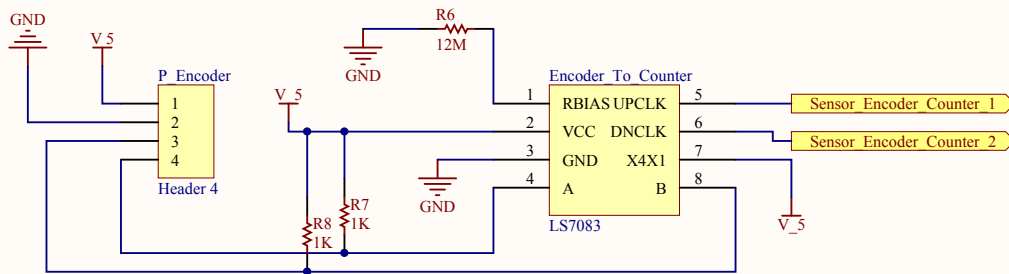 GND
V_5
P_Encoder
1
2
3
4
Header 4
V_5
R8
1K
R7
1K
GND
R6
12M
GND
Encoder_To_Counter
1 RBIAS UPCLK 5
2 VCC DNCLK 6
3 GND X4X1 7
4 A B 8
LS7083
Sensor_Encoder_Counter_1
Sensor_Encoder_Counter_2
V_5